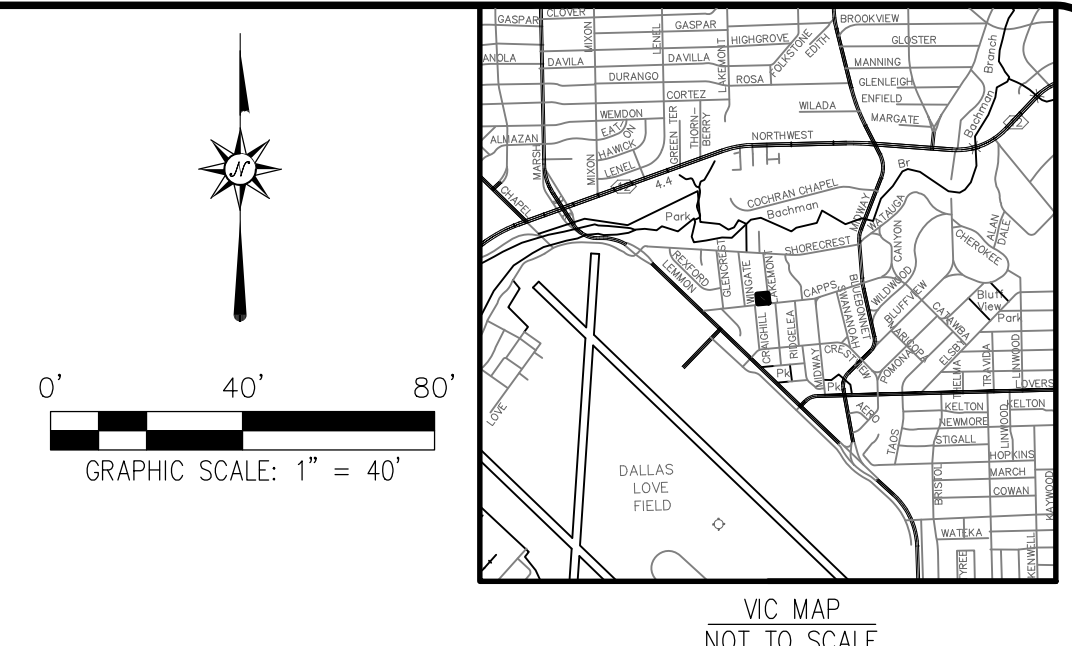 N
0' 40' 80'
GRAPHIC SCALE: 1" = 40'
CLOVER
GASPAR
MIXON
LENEL
GASPAR
BROOKVIEW
HIGHGROVE
FOLKSTONE
EDITH
GLOSTER
ANOLA
DAVILA
DAVILLA
LAKEMONT
MANNING
DURANGO
ROSA
GLENLEIGH
CORTEZ
ENFIELD
WILADA
WEMDON
MARGATE
Bachman Branch
EATON
GREEN TER
THORN-
BERRY
ALMAZAN
HAWICK
NORTHWEST
MARSH
MIXON
LENEL
4.4
Br
CHAPEL
COCHRAN CHAPEL
Bachman
Park
MIDWAY
WATAUGA
CANYON
ALAN
DALE
CHEROKEE
SHORECREST
REXFORD
LEMMON
GLENCREST
WINGATE
AKEMONT
CAPPS
SWANANOAH
BLUEBONNET
WILDWOOD
BLUFFVIEW
CATAWBA
Bluff
View
Park
CRAIGHILL
RIDGELEA
MIDWAY
CRESTVIEW
MARICOPA
POMONA
ELSBY
THELMA
TRAVIDA
LINWOOD
Pk
Pk
LOVERS
AERO
TAOS
KELTON
KELTON
NEWMORE
LINWOOD
STIGALL
HOPKINS
BRISTOL
MARCH
COWAN
KAYWOOD
LOVE
DALLAS
LOVE
FIELD
WATEKA
TYREE
KENWELL
VIC MAP
NOT TO SCALE